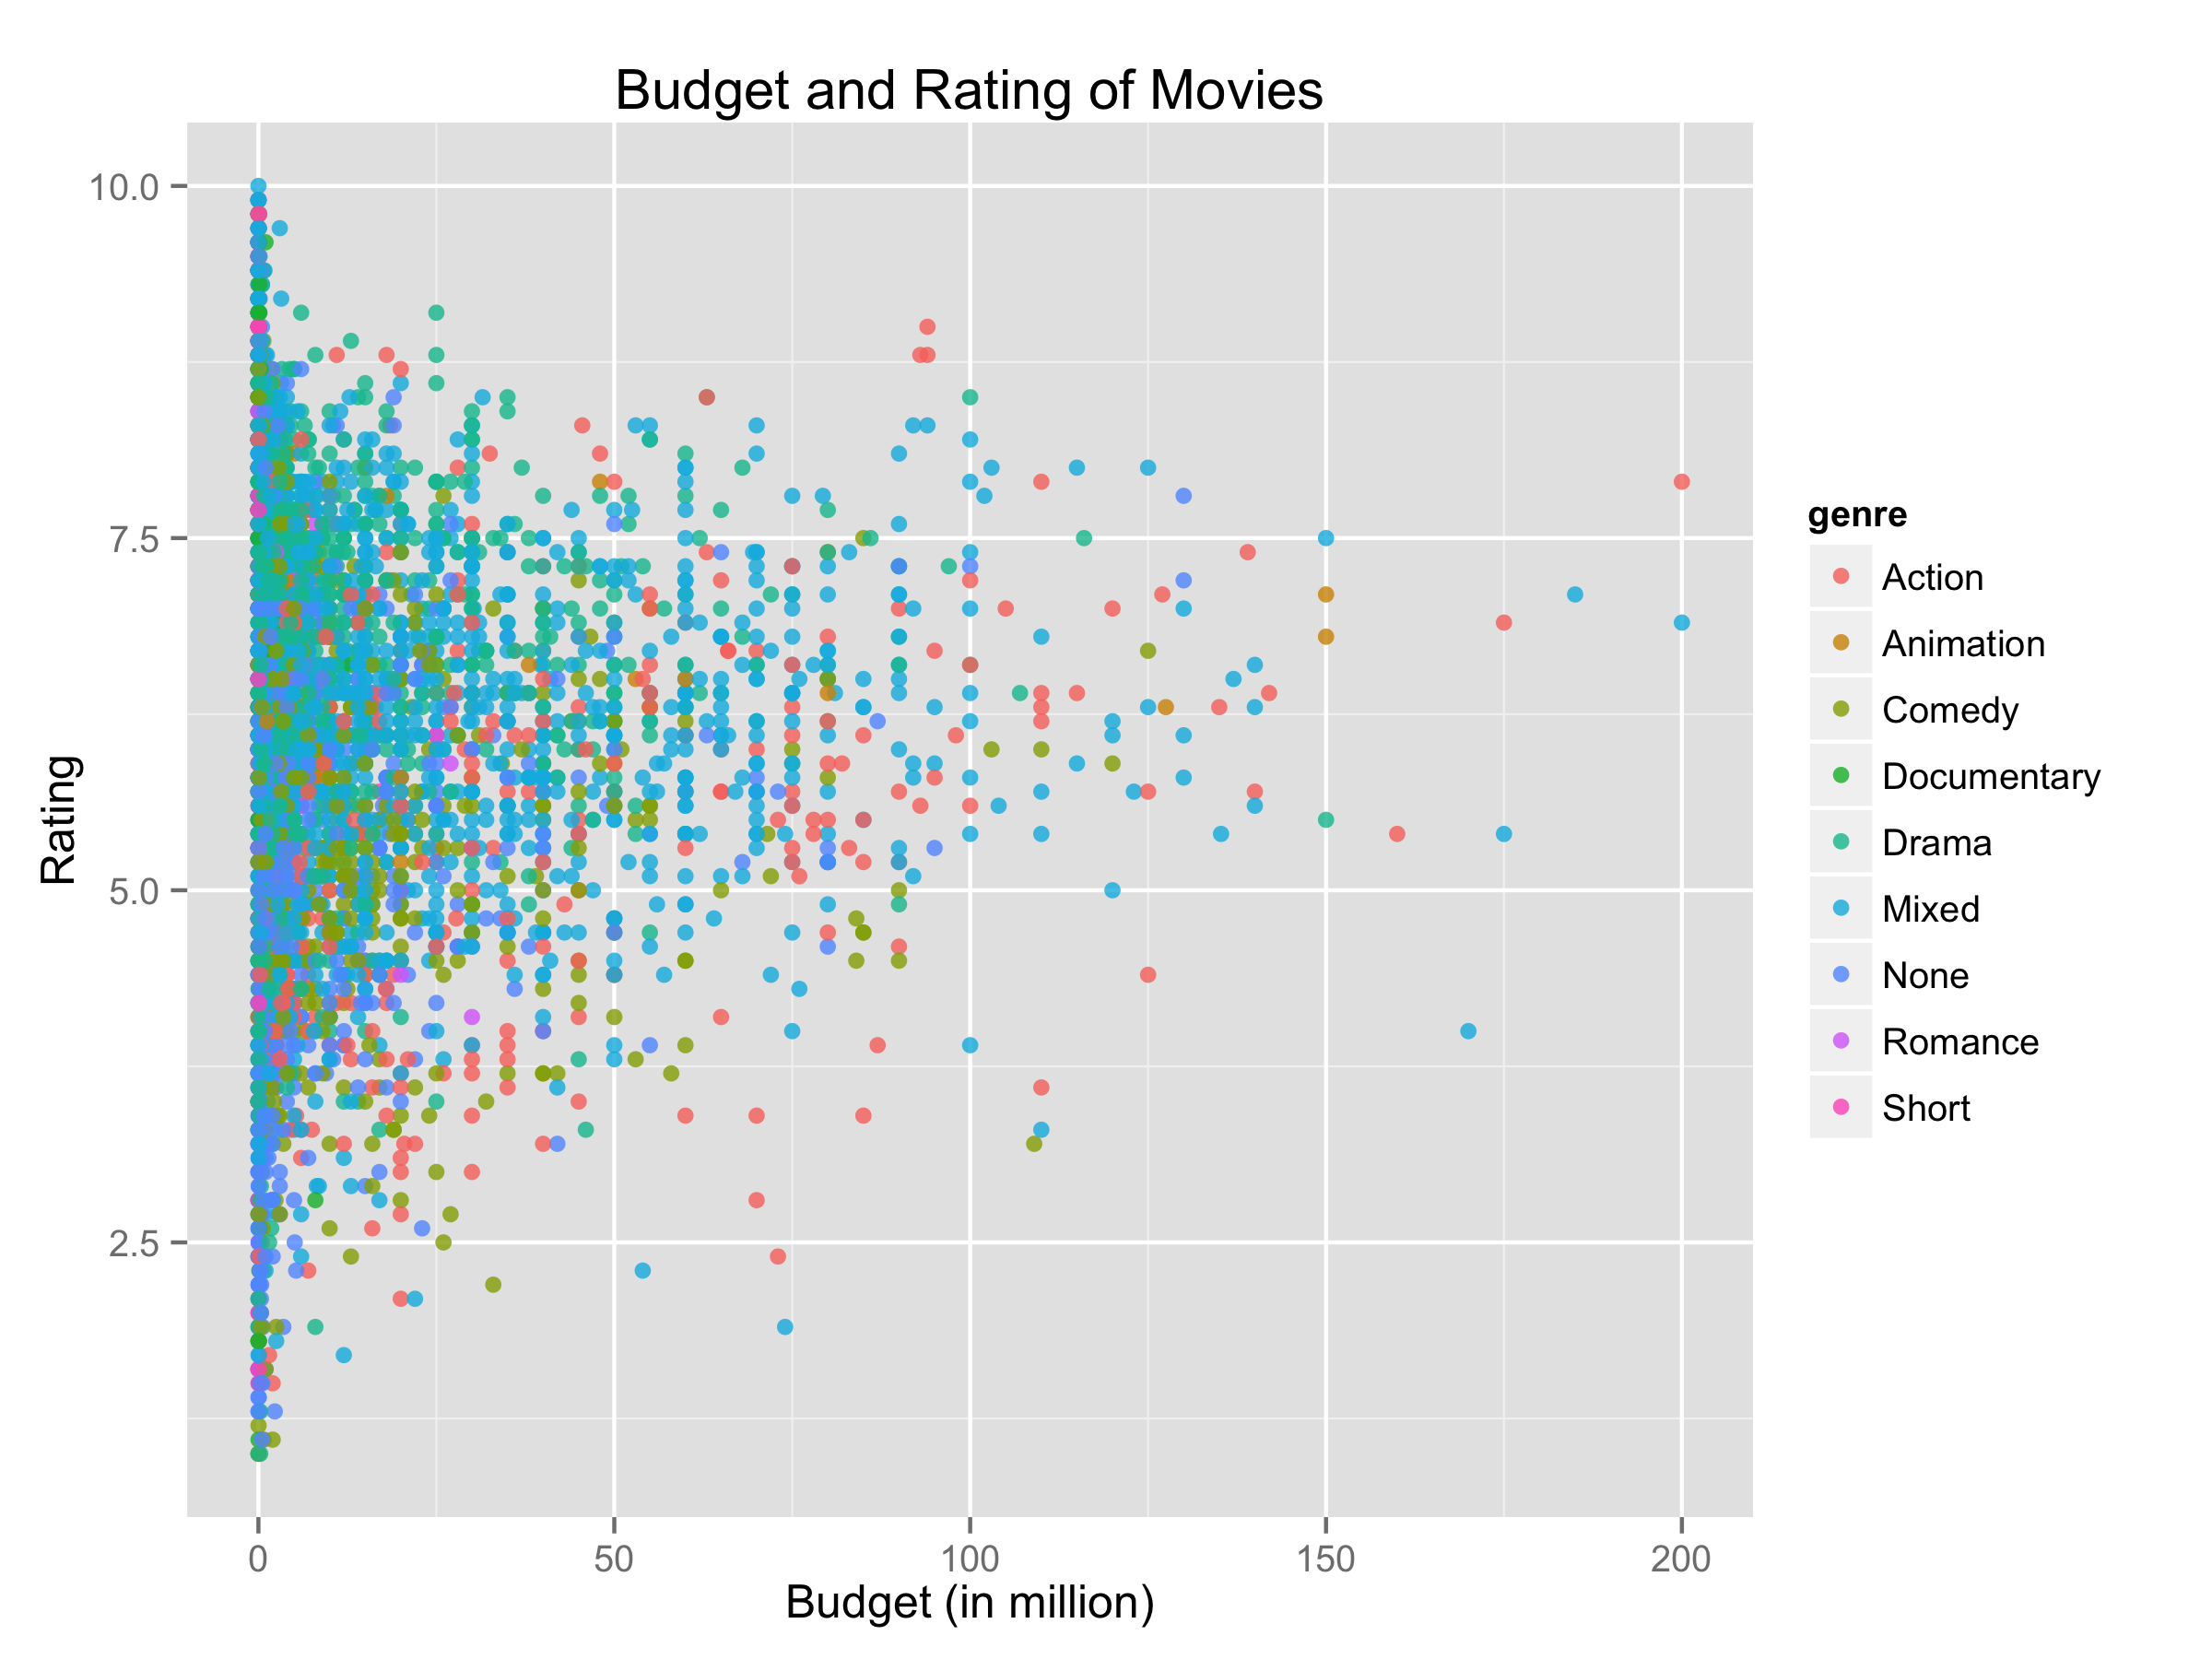 Budget and Rating of Movies
10.0
7.5
5.0
2.5
Rating
0 50 100 150 200
Budget (in million)
genre
Action
Animation
Comedy
Documentary
Drama
Mixed
None
Romance
Short